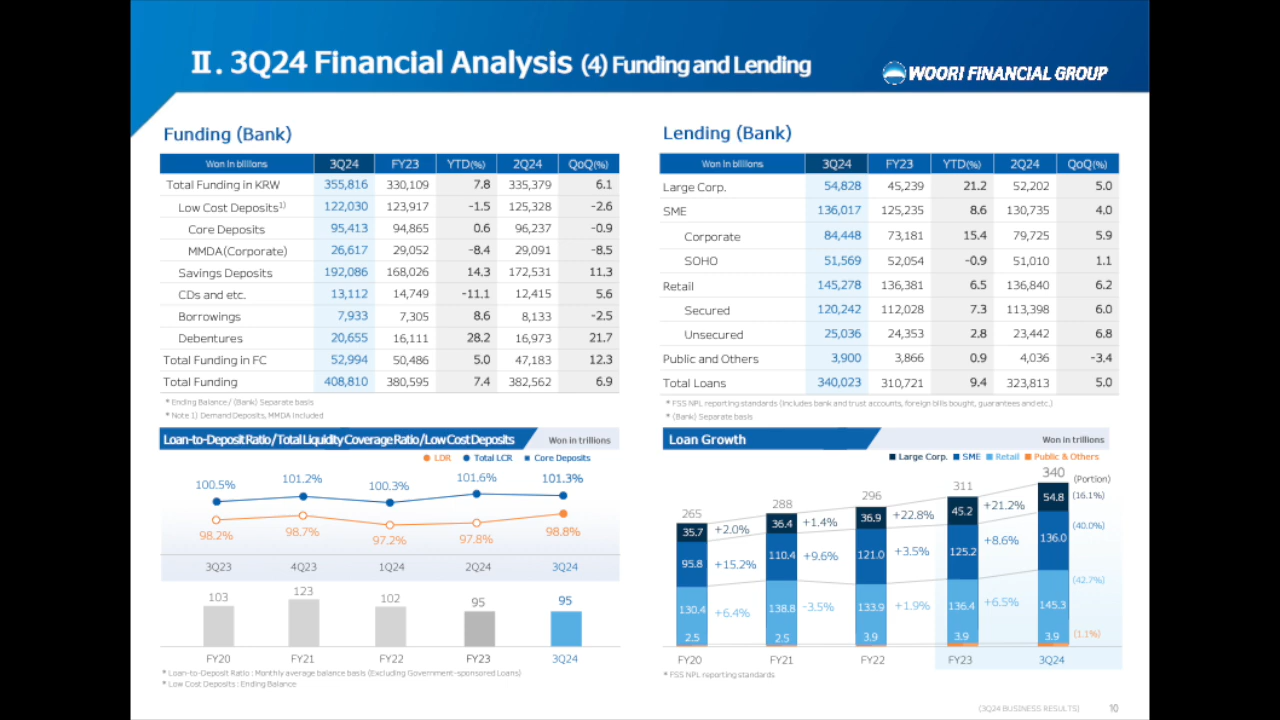 Ⅱ. 3Q24 Financial Analysis (4) Funding and Lending
WOORI FINANCIAL GROUP
Funding (Bank)
Won in billions 3Q24 FY23 YTD(%) 2Q24 QoQ(%)
Total Funding in KRW 355,816 330,109 7.8 335,379 6.1
Low Cost Deposits1) 122,030 123,917 -1.5 125,328 -2.6
Core Deposits 95,413 94,865 0.6 96,237 -0.9
MMDA(Corporate) 26,617 29,052 -8.4 29,091 -8.5
Savings Deposits 192,086 168,026 14.3 172,531 11.3
CDs and etc. 13,112 14,749 -11.1 12,415 5.6
Borrowings 7,933 7,305 8.6 8,133 -2.5
Debentures 20,655 16,111 28.2 16,973 21.7
Total Funding in FC 52,994 50,486 5.0 47,183 12.3
Total Funding 408,810 380,595 7.4 382,562 6.9
* Ending Balance / (Bank) Separate basis
* Note 1) Demand Deposits, MMDA included
Lending (Bank)
Won in billions 3Q24 FY23 YTD(%) 2Q24 QoQ(%)
Large Corp. 54,828 45,239 21.2 52,202 5.0
SME 136,017 125,235 8.6 130,735 4.0
Corporate 84,448 73,181 15.4 79,725 5.9
SOHO 51,569 52,054 -0.9 51,010 1.1
Retail 145,278 136,381 6.5 136,840 6.2
Secured 120,242 112,028 7.3 113,398 6.0
Unsecured 25,036 24,353 2.8 23,442 6.8
Public and Others 3,900 3,866 0.9 4,036 -3.4
Total Loans 340,023 310,721 9.4 323,813 5.0
* FSS NPL reporting standards (Includes bank and trust accounts, foreign bills bought, guarantees and etc.)
* (Bank) Separate basis
Loan-to-Deposit Ratio / Total Liquidity Coverage Ratio / Low Cost Deposits Won in trillions
LDR Total LCR Core Deposits
100.5% 101.2% 100.3% 101.6% 101.3%
98.2% 98.7% 97.2% 97.8% 98.8%
3Q23 4Q23 1Q24 2Q24 3Q24
103 123 102 95 95
FY20 FY21 FY22 FY23 3Q24
* Loan-to-Deposit Ratio : Monthly average balance basis (Excluding Government-sponsored Loans)
* Low Cost Deposits : Ending Balance
Loan Growth Won in trillions
Large Corp. SME Retail Public & Others
265 288 296 311 340 (Portion)
35.7 +2.0% 36.4 +1.4% 36.9 +22.8% 45.2 +21.2% 54.8 (16.1%)
95.8 +15.2% 110.4 +9.6% 121.0 +3.5% 125.2 +8.6% 136.0 (40.0%)
130.4 +6.4% 138.8 -3.5% 133.9 +1.9% 136.4 +6.5% 145.3 (42.7%)
2.5 2.5 3.9 3.9 3.9 (1.1%)
FY20 FY21 FY22 FY23 3Q24
* FSS NPL reporting standards
(3Q24 BUSINESS RESULTS) 10